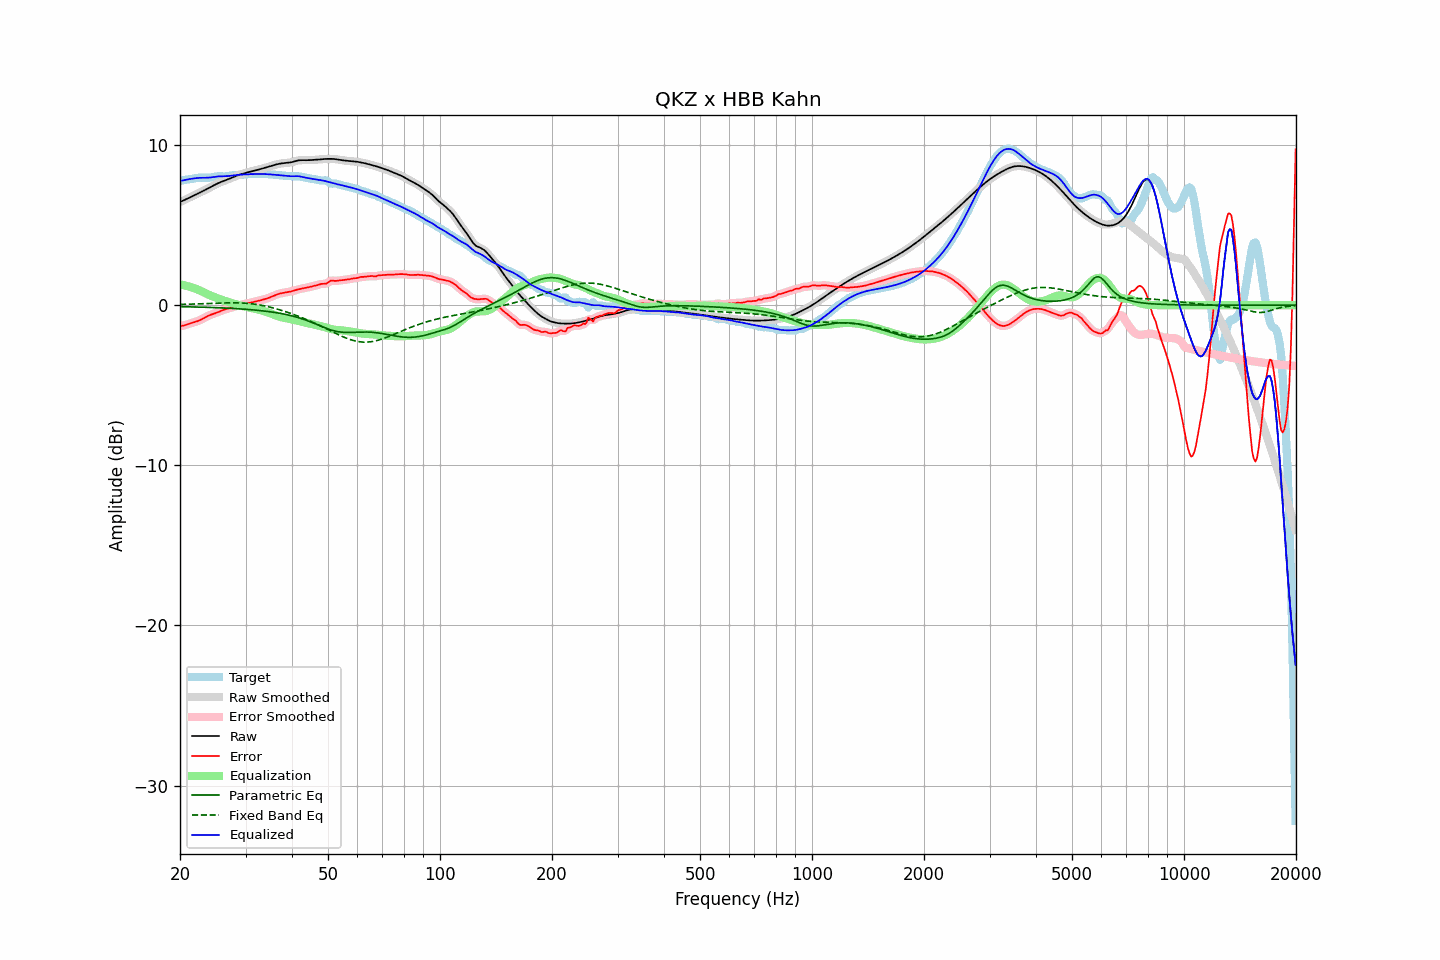 QKZ x HBB Kahn
10
0
−10
−20
−30
Amplitude (dBr)
Target
Raw Smoothed
Error Smoothed
Raw
Error
Equalization
Parametric Eq
Fixed Band Eq
Equalized
20 50 100 200 500 1000 2000 5000 10000 20000
Frequency (Hz)